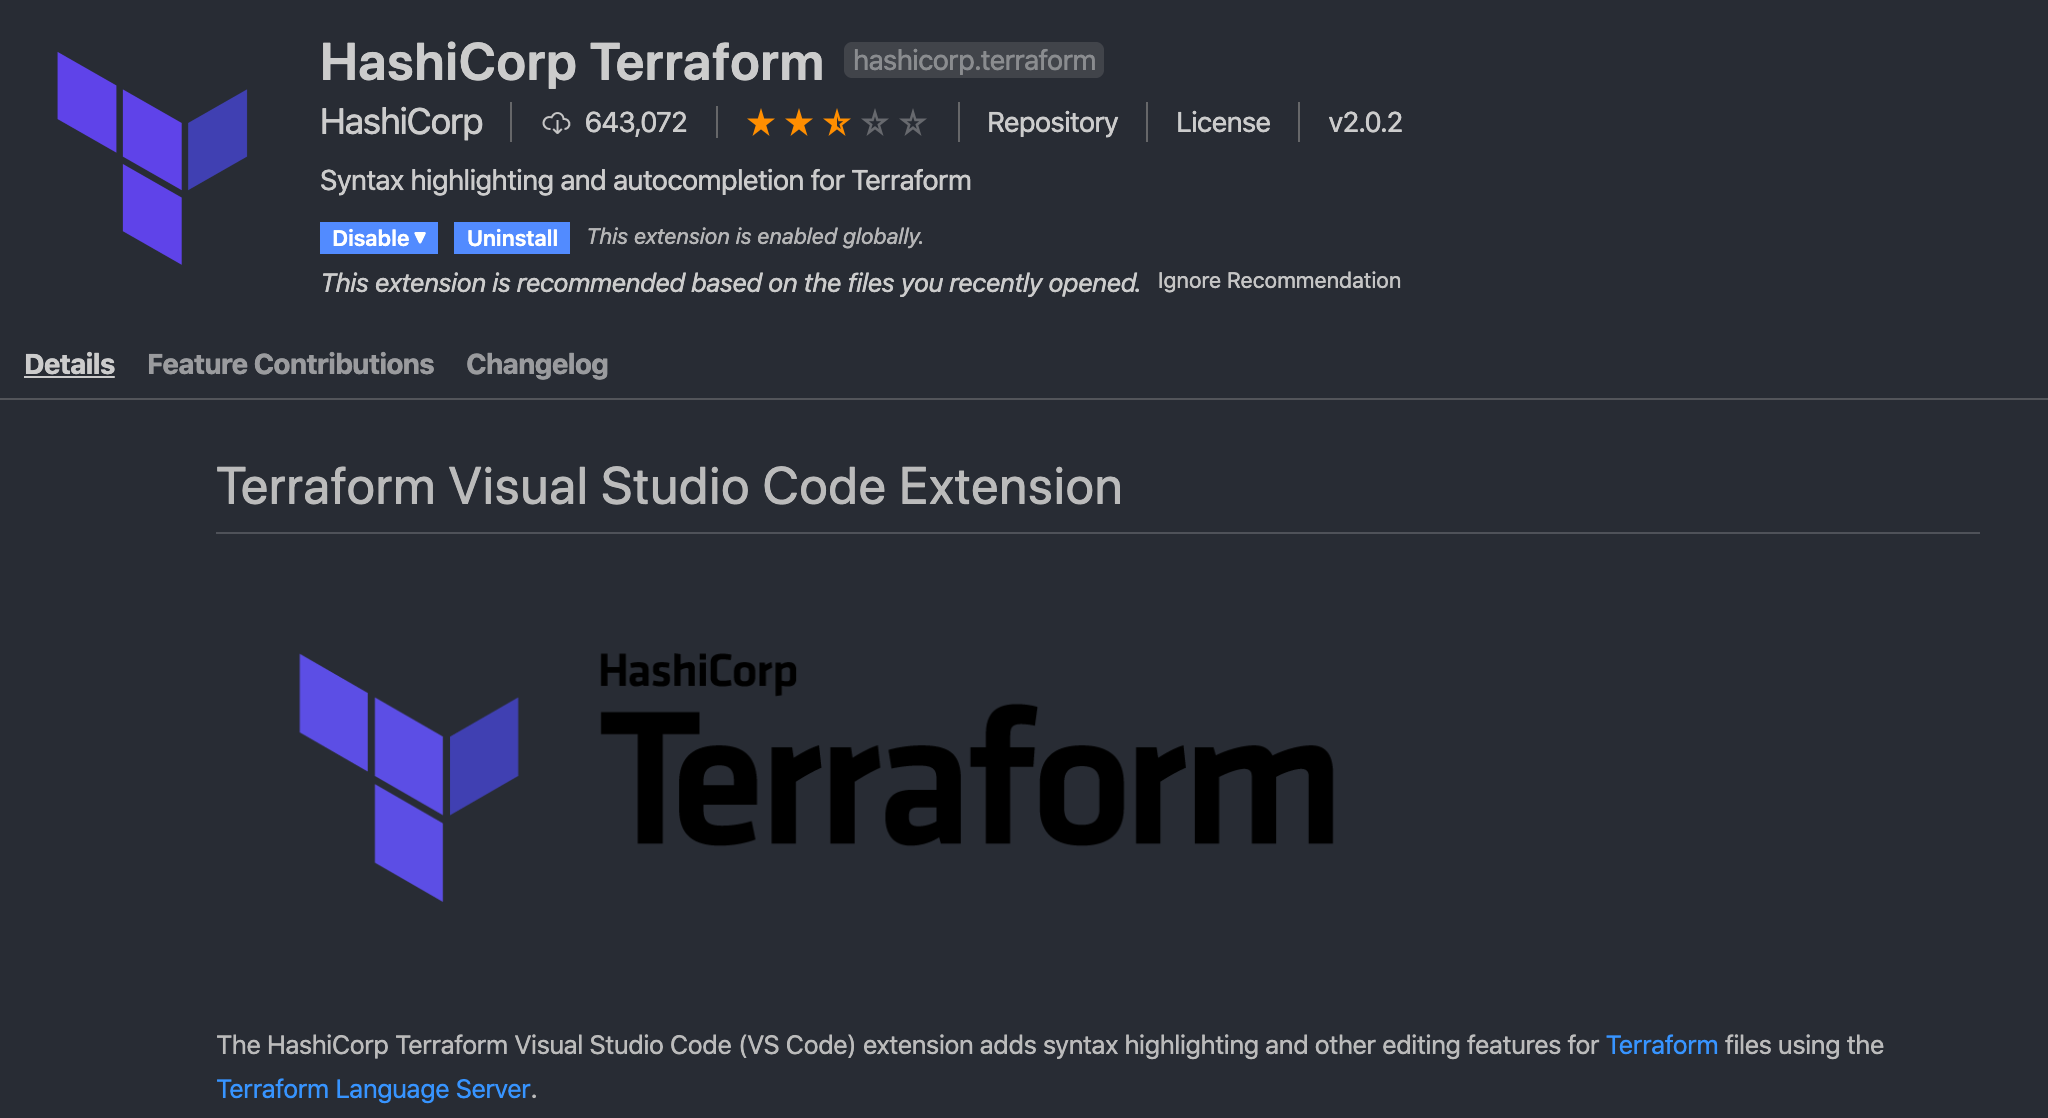 HashiCorp Terraform hashicorp.terraform
HashiCorp 643,072 Repository License v2.0.2
Syntax highlighting and autocompletion for Terraform
Disable Uninstall This extension is enabled globally.
This extension is recommended based on the files you recently opened. Ignore Recommendation
Details Feature Contributions Changelog
Terraform Visual Studio Code Extension
HashiCorp
Terraform
The HashiCorp Terraform Visual Studio Code (VS Code) extension adds syntax highlighting and other editing features for Terraform files using the
Terraform Language Server.